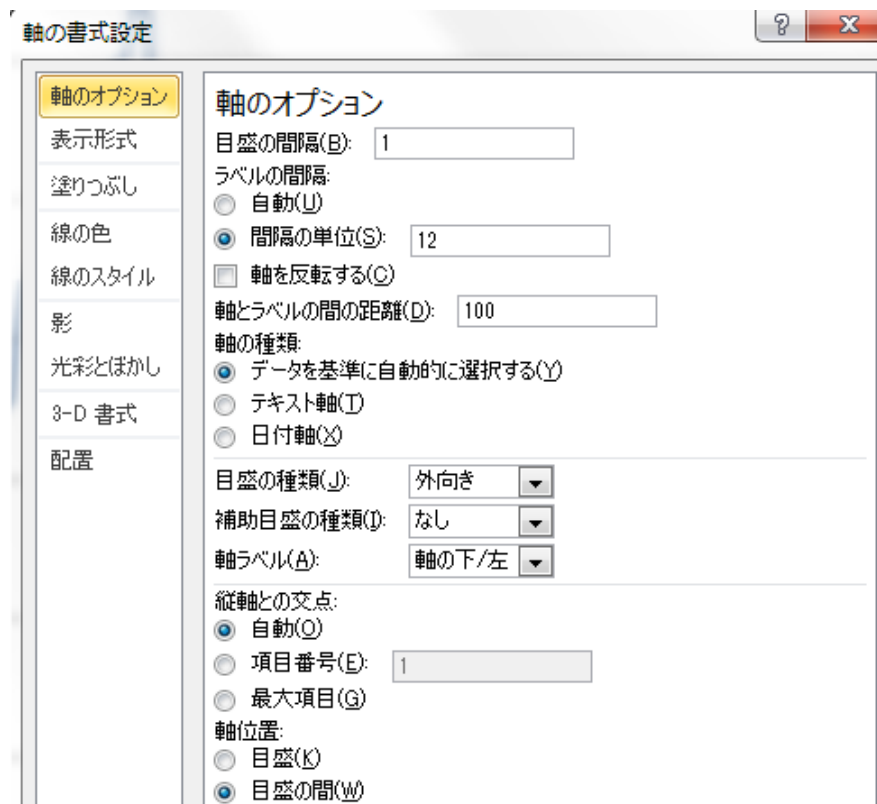 軸の書式設定
軸のオプション
表示形式
塗りつぶし
線の色
線のスタイル
影
光彩とぼかし
3-D 書式
配置
軸のオプション
目盛の間隔(B): 1
ラベルの間隔:
自動(U)
間隔の単位(S): 12
軸を反転する(C)
軸とラベルの間の距離(D): 100
軸の種類:
データを基準に自動的に選択する(Y)
テキスト軸(T)
日付軸(X)
目盛の種類(J): 外向き
補助目盛の種類(I): なし
軸ラベル(A): 軸の下/左
縦軸との交点:
自動(O)
項目番号(E): 1
最大項目(G)
軸位置:
目盛(K)
目盛の間(W)